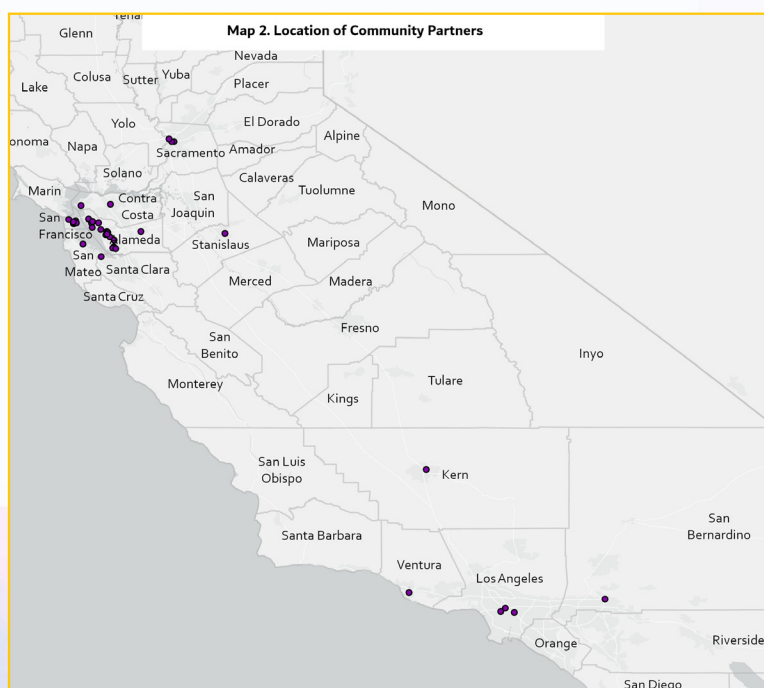 Map 2. Location of Community Partners
Glenn
Nevada
Colusa
Sutter
Yuba
Placer
Lake
Yolo
El Dorado
Alpine
Napa
Sacramento
Amador
Solano
Calaveras
Marin
Contra
Costa
San
Joaquin
Tuolumne
Mono
San
Francisco
Stanislaus
Mariposa
San
Mateo
Santa Clara
Merced
Madera
Santa Cruz
Fresno
San
Benito
Inyo
Monterey
Tulare
Kings
San Luis
Obispo
Kern
San
Bernardino
Santa Barbara
Ventura
Los Angeles
Orange
Riverside
San Diego